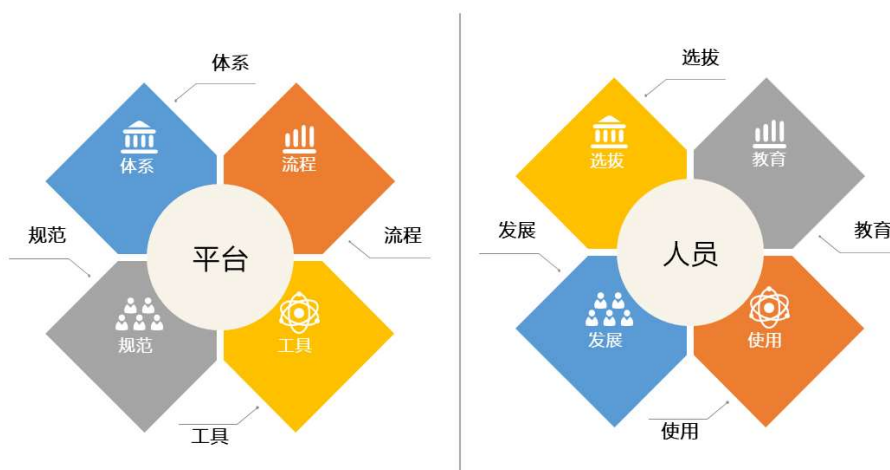 体系
体系
流程
规范
流程
平台
规范
工具
工具
选拔
选拔
教育
发展
教育
人员
发展
使用
使用